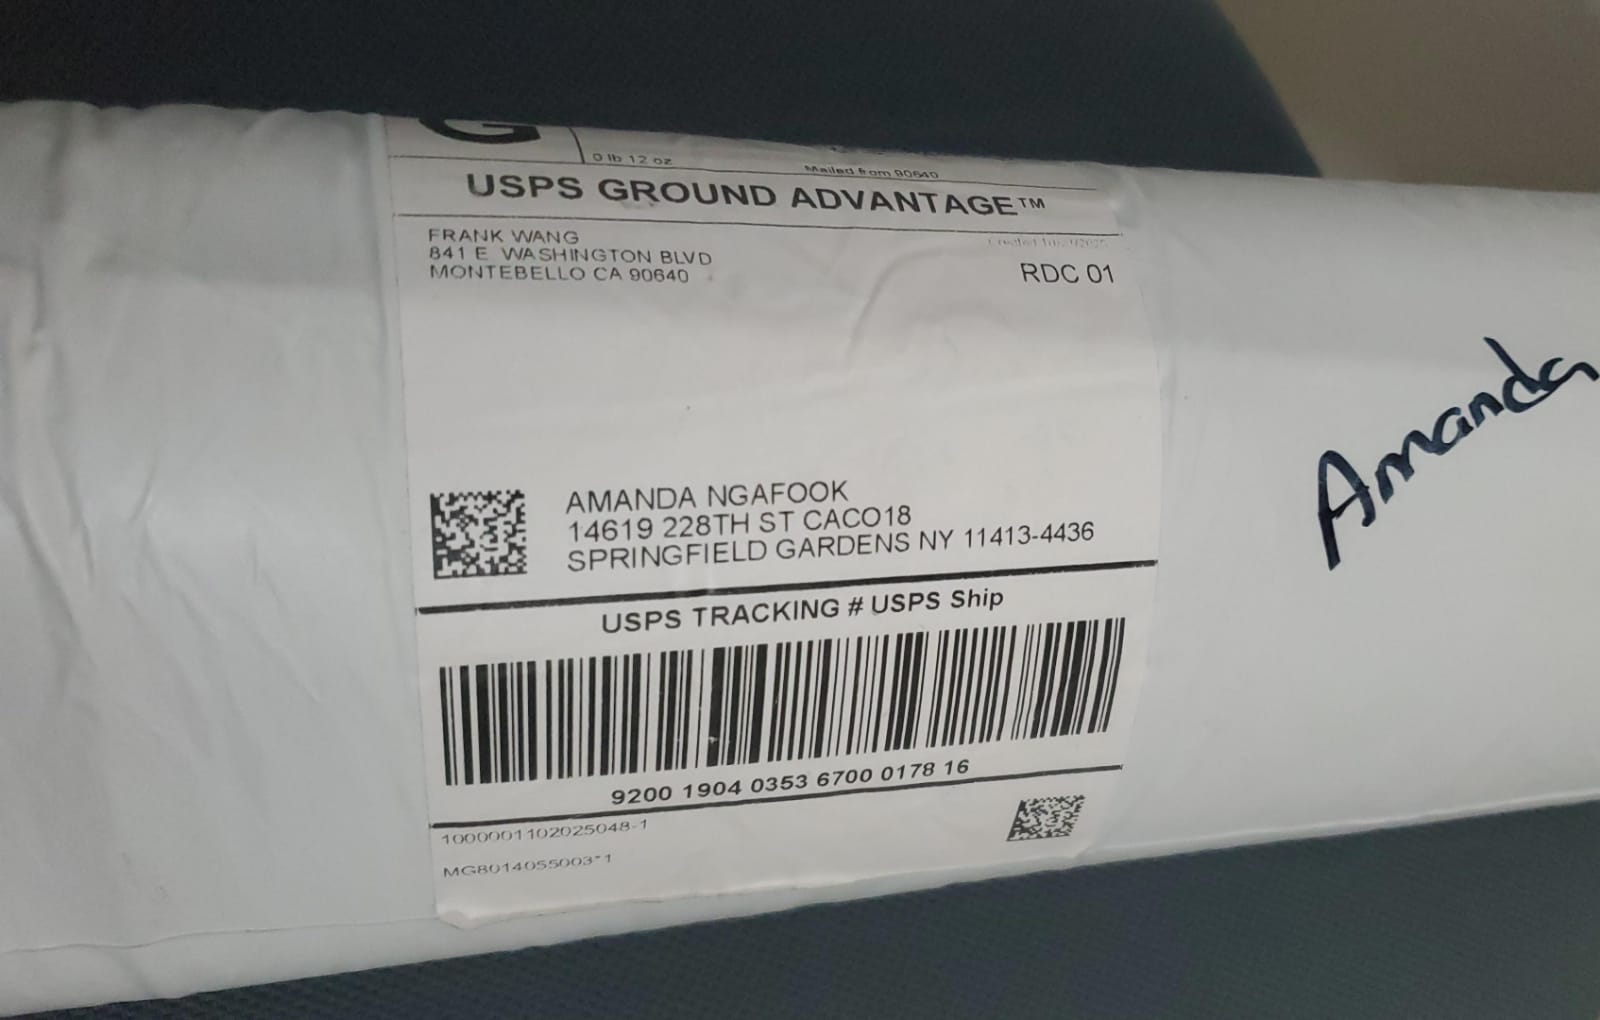 G
0 lb 12 oz
Mailed from 90640
USPS GROUND ADVANTAGE™
FRANK WANG
841 E WASHINGTON BLVD
MONTEBELLO CA 90640
RDC 01
AMANDA NGAFOOK
14619 228TH ST CACO18
SPRINGFIELD GARDENS NY 11413-4436
USPS TRACKING # USPS Ship
9200 1904 0353 6700 0178 16
1000001102025048-1
MG8014055003*1
Amanda